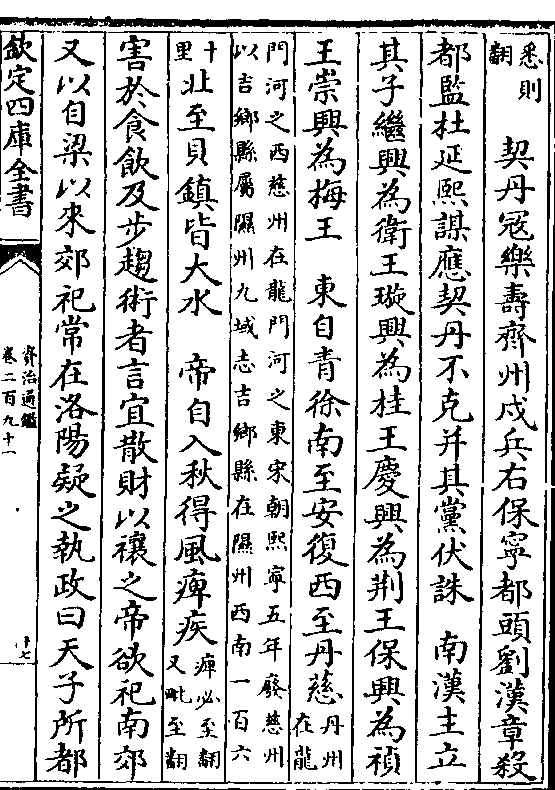 悉則翻　契丹冦樂壽齊州戍兵右保寧都頭劉漢章殺
都監杜延熙謀應契丹不克并其黨伏誅　南漢主立
其子繼興為衛王璇興為桂王慶興為荆王保興為禎
王崇興為梅王　東自青徐南至安復西至丹慈丹州在龍
門河之西慈州在龍門河之東宋朝熙寧五年廢慈州
以吉鄉縣屬隰州九域志吉鄉縣在隰州西南一百六
十里北至貝鎮皆大水　帝自入秋得風痺疾痺必至翻又毗至翻
害於食飲及步趨術者言宜散財以禳之帝欲祀南郊
又以自梁以來郊祀常在洛陽疑之執政曰天子所都
欽定四庫全書
資治通鑑
卷二百九十一
十七